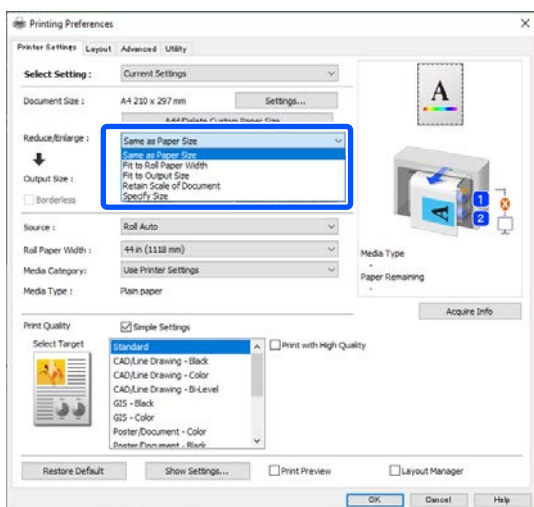 Printing Preferences
Printer Settings Layout Advanced Utility
Select Setting : Current Settings
Document Size : A4 210 x 297 mm Settings...
Add/Delete Custom Paper Size...
Reduce/Enlarge : Same as Paper Size
Same as Paper Size
Fit to Roll Paper Width
Fit to Output Size
Retain Scale of Document
Specify Size
Output Size :
Borderless
Source : Roll Auto
Roll Paper Width : 44 in (1118 mm)
Media Category: Use Printer Settings
Media Type : Plain paper
Print Quality Simple Settings
Select Target
Standard
CAD/Line Drawing - Black
CAD/Line Drawing - Color
CAD/Line Drawing - Bi-Level
GIS - Black
GIS - Color
Poster/Document - Color
Poster/Document - Black
Print with High Quality
A
A
1
2
Media Type
-
Paper Remaining
-
Acquire Info
Restore Default Show Settings... Print Preview Layout Manager
OK Cancel Help